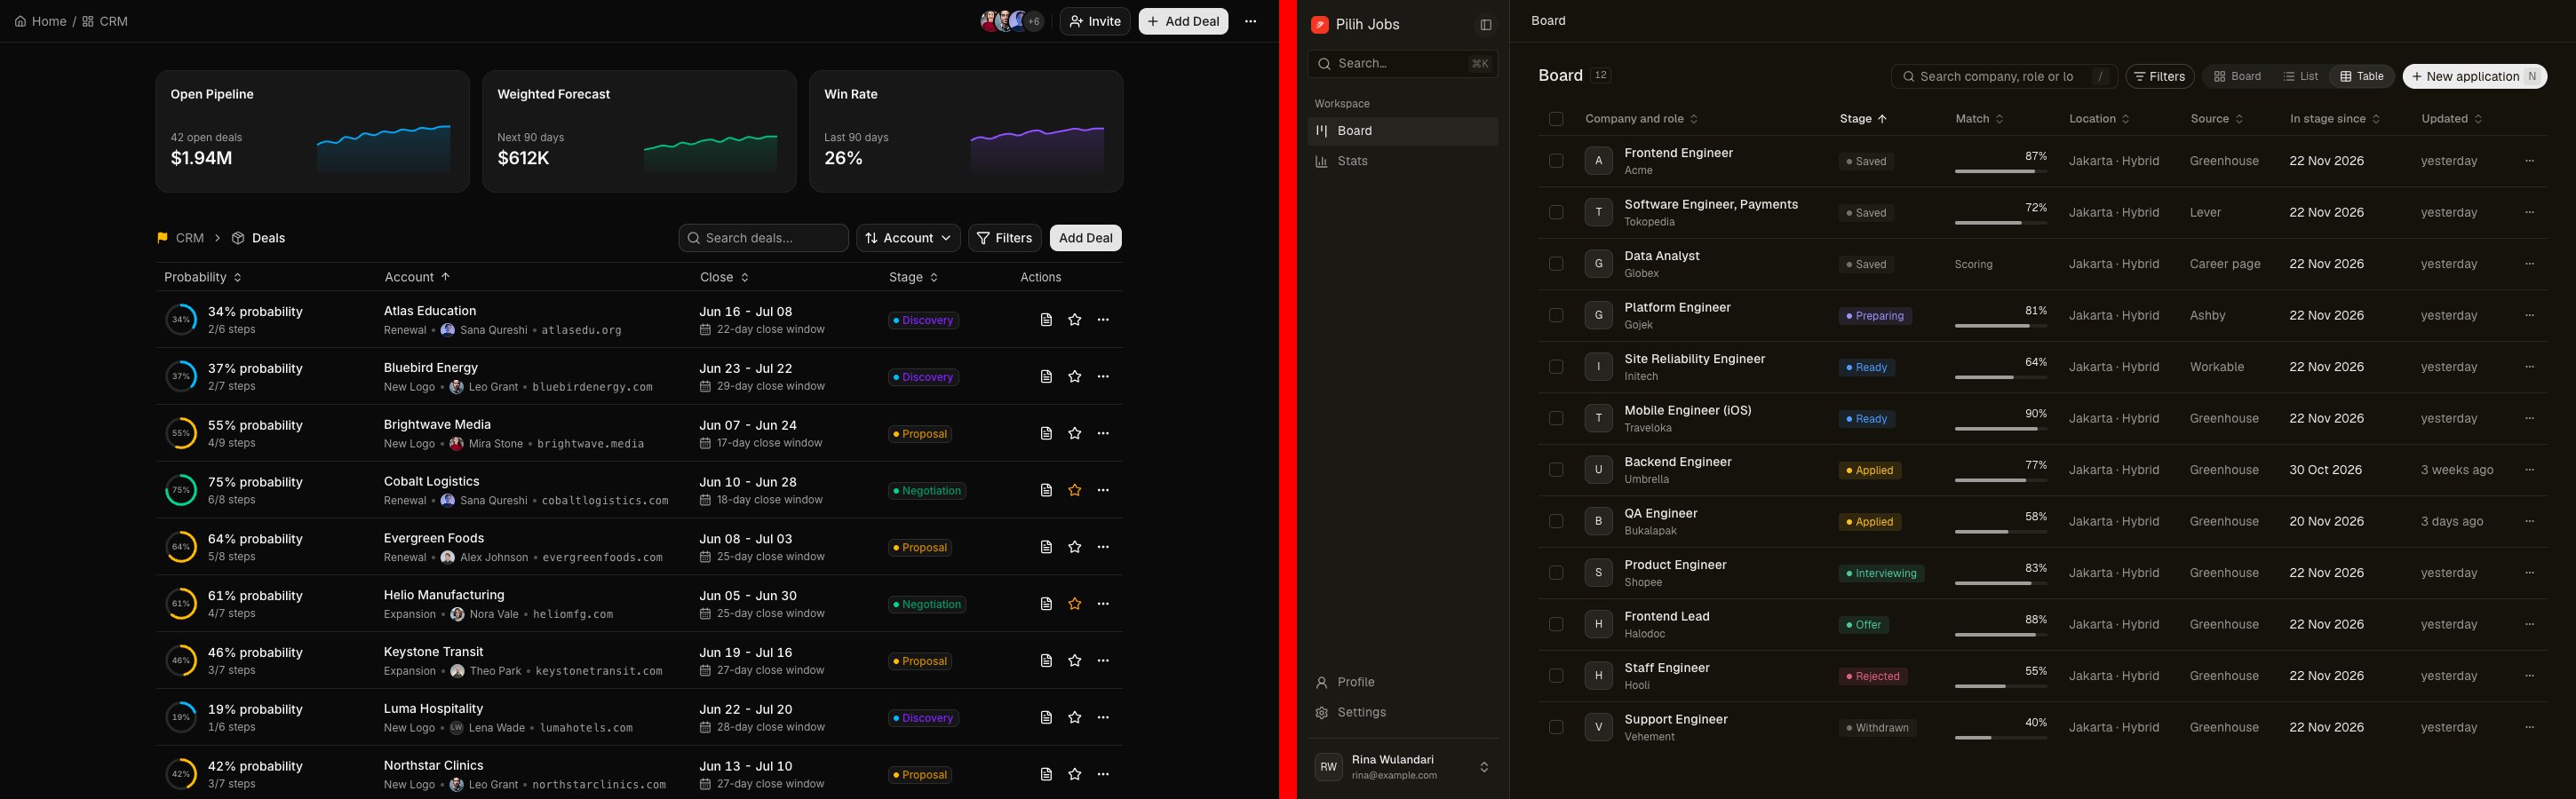 Home / CRM
+6
Invite
Add Deal
Open Pipeline
42 open deals
$1.94M
Weighted Forecast
Next 90 days
$612K
Win Rate
Last 90 days
26%
CRM > Deals
Search deals...
Account
Filters
Add Deal
Probability Account Close Stage Actions
34% 34% probability Atlas Education Jun 16 - Jul 08 Discovery
2/6 steps Renewal • Sana Qureshi • atlasedu.org 22-day close window
37% 37% probability Bluebird Energy Jun 23 - Jul 22 Discovery
2/7 steps New Logo • Leo Grant • bluebirdenergy.com 29-day close window
55% 55% probability Brightwave Media Jun 07 - Jun 24 Proposal
4/9 steps New Logo • Mira Stone • brightwave.media 17-day close window
75% 75% probability Cobalt Logistics Jun 10 - Jun 28 Negotiation
6/8 steps Renewal • Sana Qureshi • cobaltlogistics.com 18-day close window
64% 64% probability Evergreen Foods Jun 08 - Jul 03 Proposal
5/8 steps Renewal • Alex Johnson • evergreenfoods.com 25-day close window
61% 61% probability Helio Manufacturing Jun 05 - Jun 30 Negotiation
4/7 steps Expansion • Nora Vale • heliomfg.com 25-day close window
46% 46% probability Keystone Transit Jun 19 - Jul 16 Proposal
3/7 steps Expansion • Theo Park • keystonetransit.com 27-day close window
19% 19% probability Luma Hospitality Jun 22 - Jul 20 Discovery
1/6 steps New Logo • LW Lena Wade • lumahotels.com 28-day close window
42% 42% probability Northstar Clinics Jun 13 - Jul 10 Proposal
3/7 steps New Logo • Leo Grant • northstarclinics.com 27-day close window
Pilih Jobs
Search... ⌘K
Workspace
Board
Stats
Profile
Settings
RW Rina Wulandari
rina@example.com
Board
Board 12
Search company, role or lo /
Filters
Board List Table
+ New application N
Company and role Stage Match Location Source In stage since Updated
A Frontend Engineer Saved 87% Jakarta · Hybrid Greenhouse 22 Nov 2026 yesterday
Acme
T Software Engineer, Payments Saved 72% Jakarta · Hybrid Lever 22 Nov 2026 yesterday
Tokopedia
G Data Analyst Saved Scoring Jakarta · Hybrid Career page 22 Nov 2026 yesterday
Globex
G Platform Engineer Preparing 81% Jakarta · Hybrid Ashby 22 Nov 2026 yesterday
Gojek
I Site Reliability Engineer Ready 64% Jakarta · Hybrid Workable 22 Nov 2026 yesterday
Initech
T Mobile Engineer (iOS) Ready 90% Jakarta · Hybrid Greenhouse 22 Nov 2026 yesterday
Traveloka
U Backend Engineer Applied 77% Jakarta · Hybrid Greenhouse 30 Oct 2026 3 weeks ago
Umbrella
B QA Engineer Applied 58% Jakarta · Hybrid Greenhouse 20 Nov 2026 3 days ago
Bukalapak
S Product Engineer Interviewing 83% Jakarta · Hybrid Greenhouse 22 Nov 2026 yesterday
Shopee
H Frontend Lead Offer 88% Jakarta · Hybrid Greenhouse 22 Nov 2026 yesterday
Halodoc
H Staff Engineer Rejected 55% Jakarta · Hybrid Greenhouse 22 Nov 2026 yesterday
Hooli
V Support Engineer Withdrawn 40% Jakarta · Hybrid Greenhouse 22 Nov 2026 yesterday
Vehement